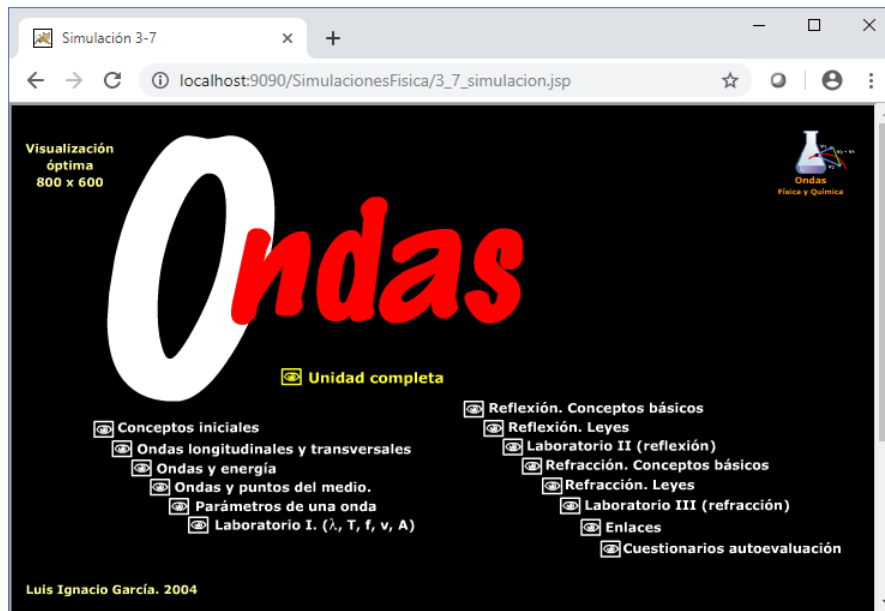 Simulación 3-7
localhost:9090/SimulacionesFisica/3_7_simulacion.jsp
Visualización
óptima
800 x 600
Ondas
Ondas
Física y Química
Unidad completa
Conceptos iniciales
Ondas longitudinales y transversales
Ondas y energía
Ondas y puntos del medio.
Parámetros de una onda
Laboratorio I. (λ, T, f, v, A)
Reflexión. Conceptos básicos
Reflexión. Leyes
Laboratorio II (reflexión)
Refracción. Conceptos básicos
Refracción. Leyes
Laboratorio III (refracción)
Enlaces
Cuestionarios autoevaluación
Luis Ignacio García. 2004